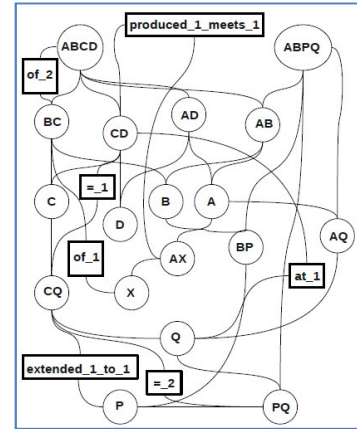 produced_1_meets_1
ABCD ABPQ
of_2
BC CD AD AB
=_1
C D B A
BP AQ
of_1 AX at_1
CQ X
Q
extended_1_to_1
=_2
P PQ